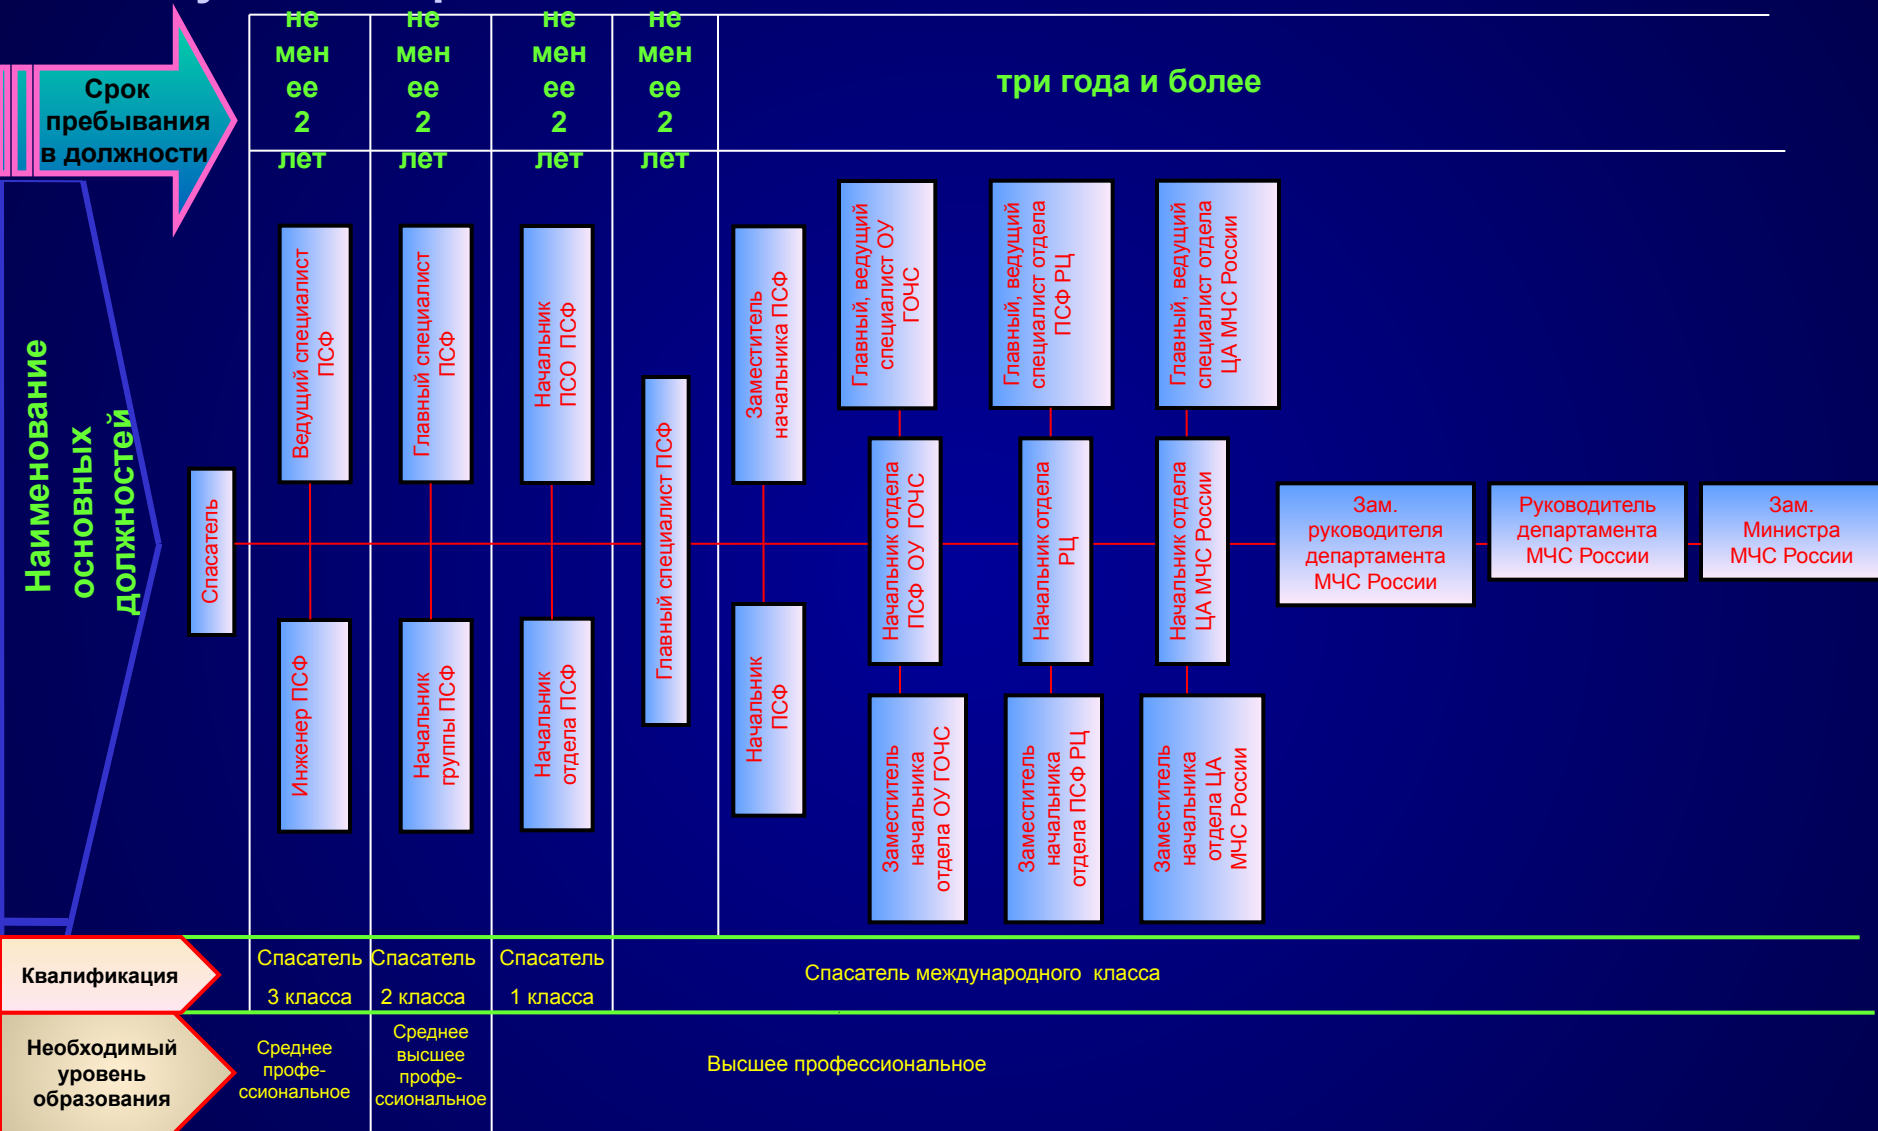 Срок
пребывания
в должности
не
мен
ее
2
лет
не
мен
ее
2
лет
не
мен
ее
2
лет
не
мен
ее
2
лет
три года и более
Наименование
основных
должностей
Спасатель
Ведущий специалист
ПСФ
Инженер ПСФ
Главный специалист
ПСФ
Начальник
группы ПСФ
Начальник
ПСО ПСФ
Начальник
отдела ПСФ
Главный специалист ПСФ
Заместитель
начальника ПСФ
Начальник
ПСФ
Главный, ведущий
специалист ОУ
ГОЧС
Начальник отдела
ПСФ ОУ ГОЧС
Заместитель
начальника
отдела ОУ ГОЧС
Главный, ведущий
специалист отдела
ПСФ РЦ
Начальник отдела
РЦ
Заместитель
начальника
отдела ПСФ РЦ
Главный, ведущий
специалист отдела
ЦА МЧС России
Начальник отдела
ЦА МЧС России
Заместитель
начальника
отдела ЦА
МЧС России
Зам.
руководителя
департамента
МЧС России
Руководитель
департамента
МЧС России
Зам.
Министра
МЧС России
Квалификация
Спасатель
3 класса
Спасатель
2 класса
Спасатель
1 класса
Спасатель международного класса
Необходимый
уровень
образования
Среднее
профе-
ссиональное
Среднее
высшее
профе-
ссиональное
Высшее профессиональное